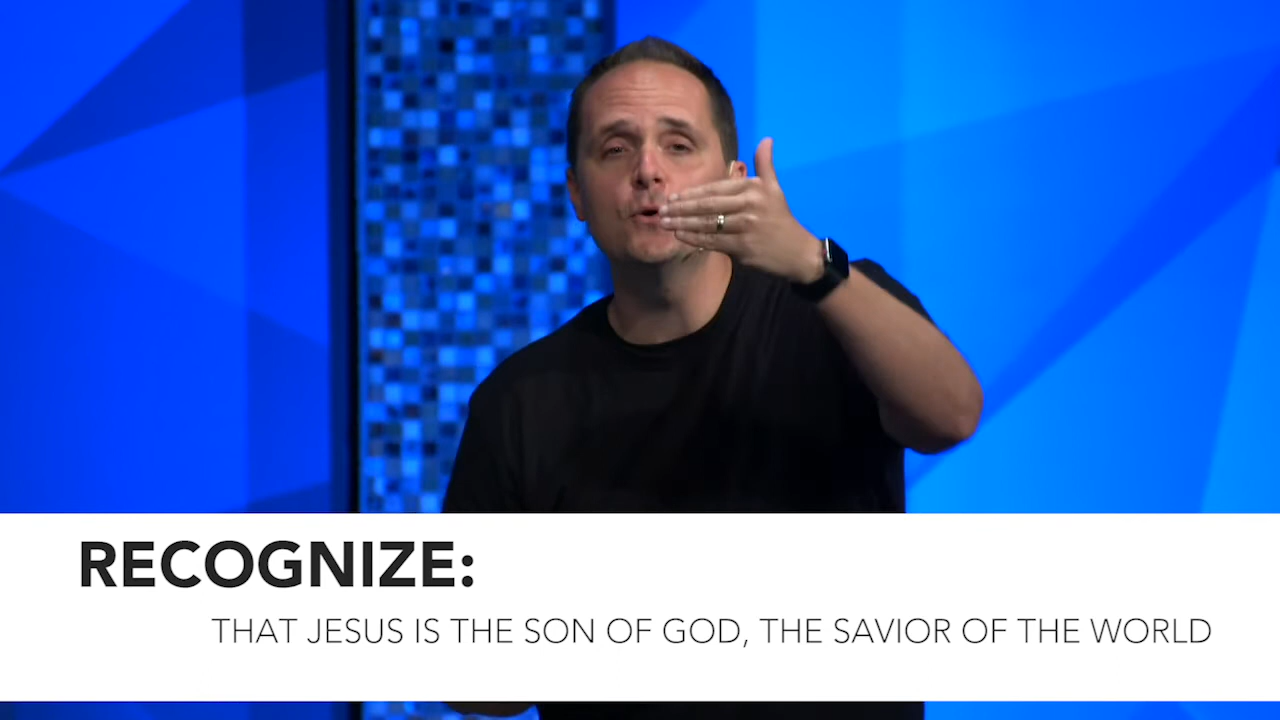 RECOGNIZE:
THAT JESUS IS THE SON OF GOD, THE SAVIOR OF THE WORLD